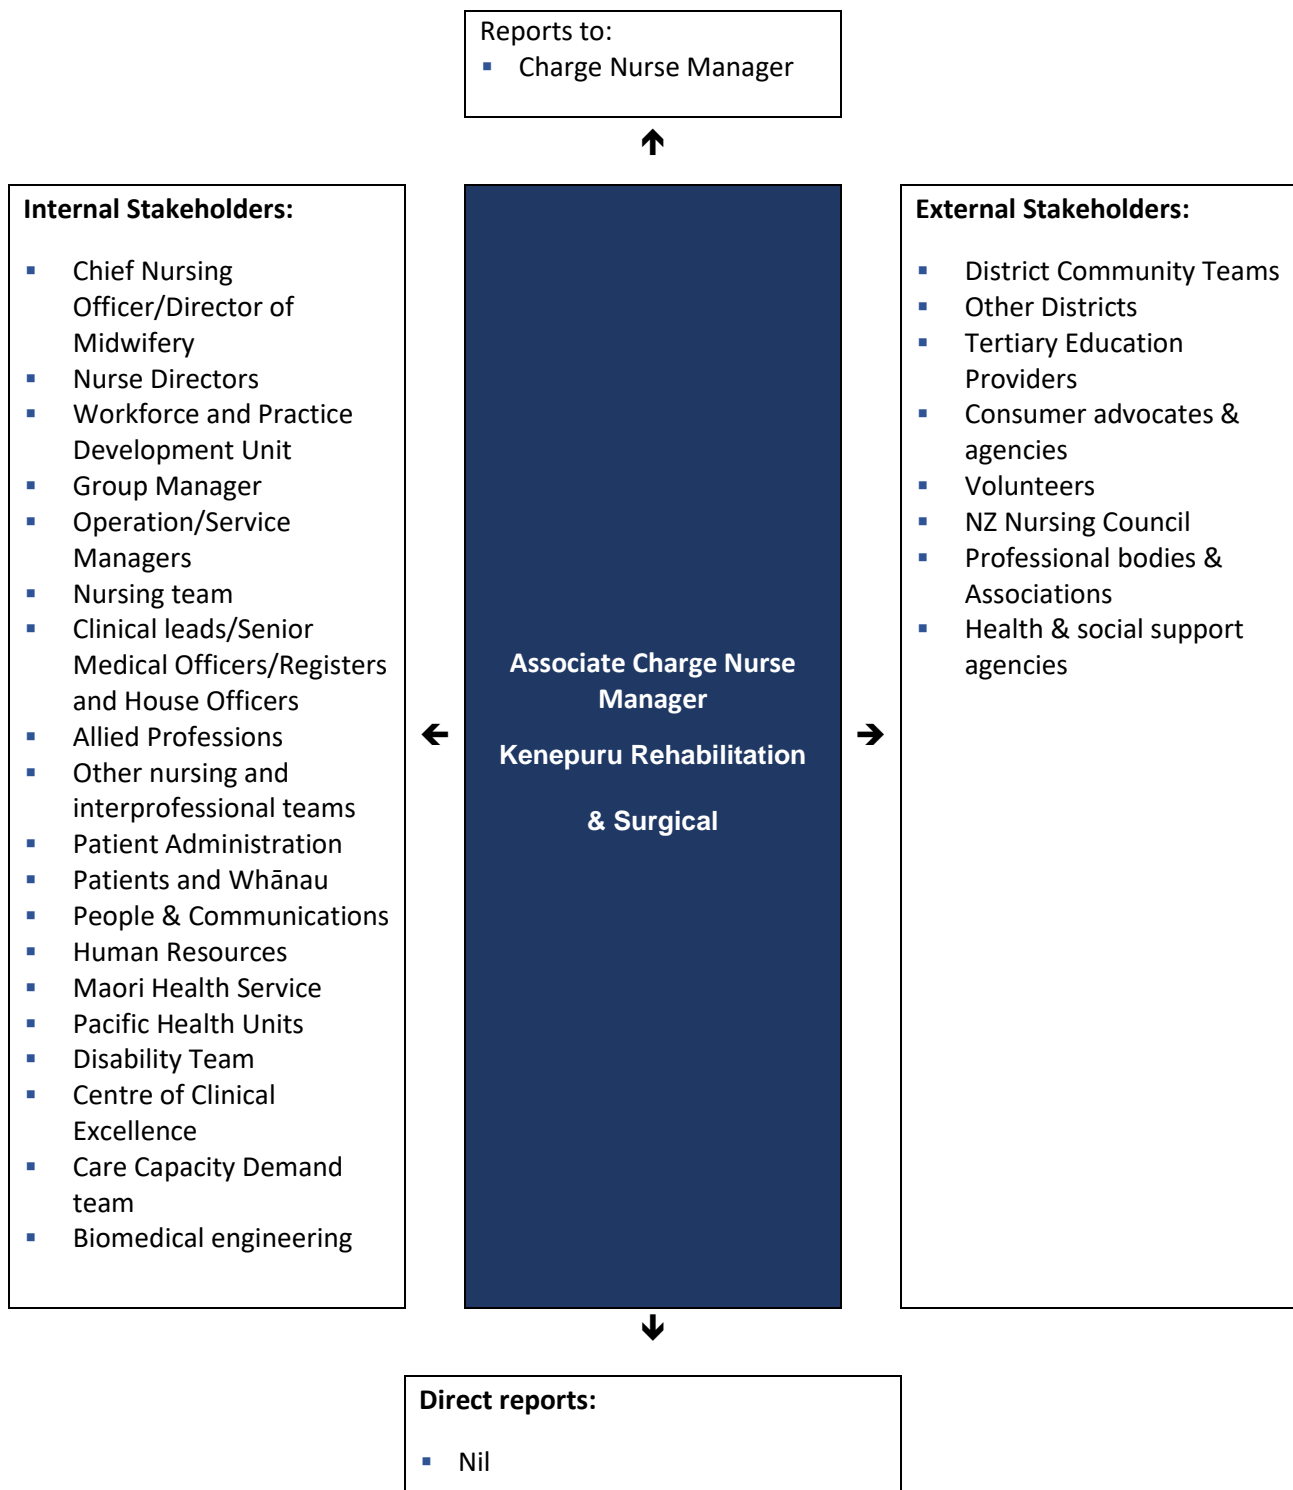 Reports to:
▪ Charge Nurse Manager
Internal Stakeholders:
▪ Chief Nursing
Officer/Director of
Midwifery
▪ Nurse Directors
▪ Workforce and Practice
Development Unit
▪ Group Manager
▪ Operation/Service
Managers
▪ Nursing team
▪ Clinical leads/Senior
Medical Officers/Registers
and House Officers
▪ Allied Professions
▪ Other nursing and
interprofessional teams
▪ Patient Administration
▪ Patients and Whānau
▪ People & Communications
▪ Human Resources
▪ Maori Health Service
▪ Pacific Health Units
▪ Disability Team
▪ Centre of Clinical
Excellence
▪ Care Capacity Demand
team
▪ Biomedical engineering
Associate Charge Nurse
Manager
Kenepuru Rehabilitation
& Surgical
External Stakeholders:
▪ District Community Teams
▪ Other Districts
▪ Tertiary Education
Providers
▪ Consumer advocates &
agencies
▪ Volunteers
▪ NZ Nursing Council
▪ Professional bodies &
Associations
▪ Health & social support
agencies
Direct reports:
▪ Nil